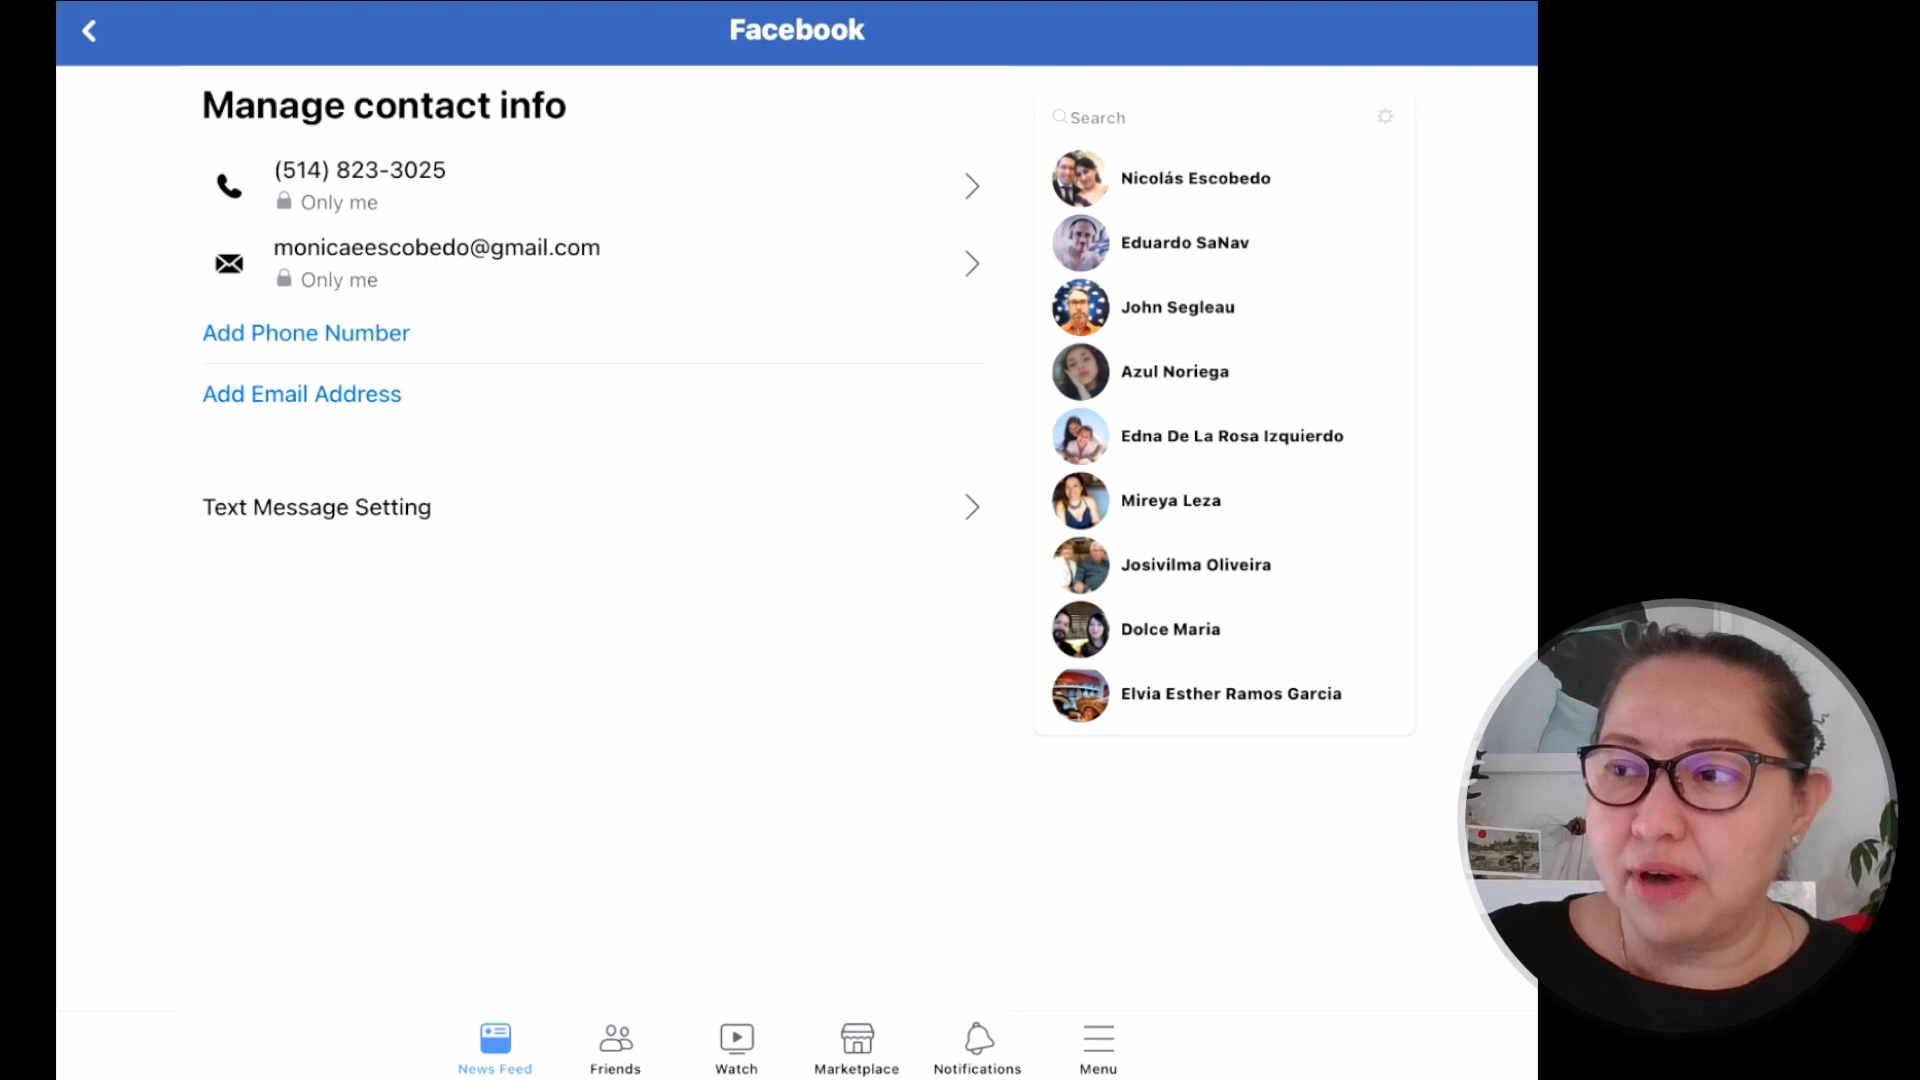 Facebook
Manage contact info
(514) 823-3025
Only me
monicaeescobedo@gmail.com
Only me
Add Phone Number
Add Email Address
Text Message Setting
Search
Nicolás Escobedo
Eduardo SaNav
John Segleau
Azul Noriega
Edna De La Rosa Izquierdo
Mireya Leza
Josivilma Oliveira
Dolce Maria
Elvia Esther Ramos Garcia
News Feed
Friends
Watch
Marketplace
Notifications
Menu